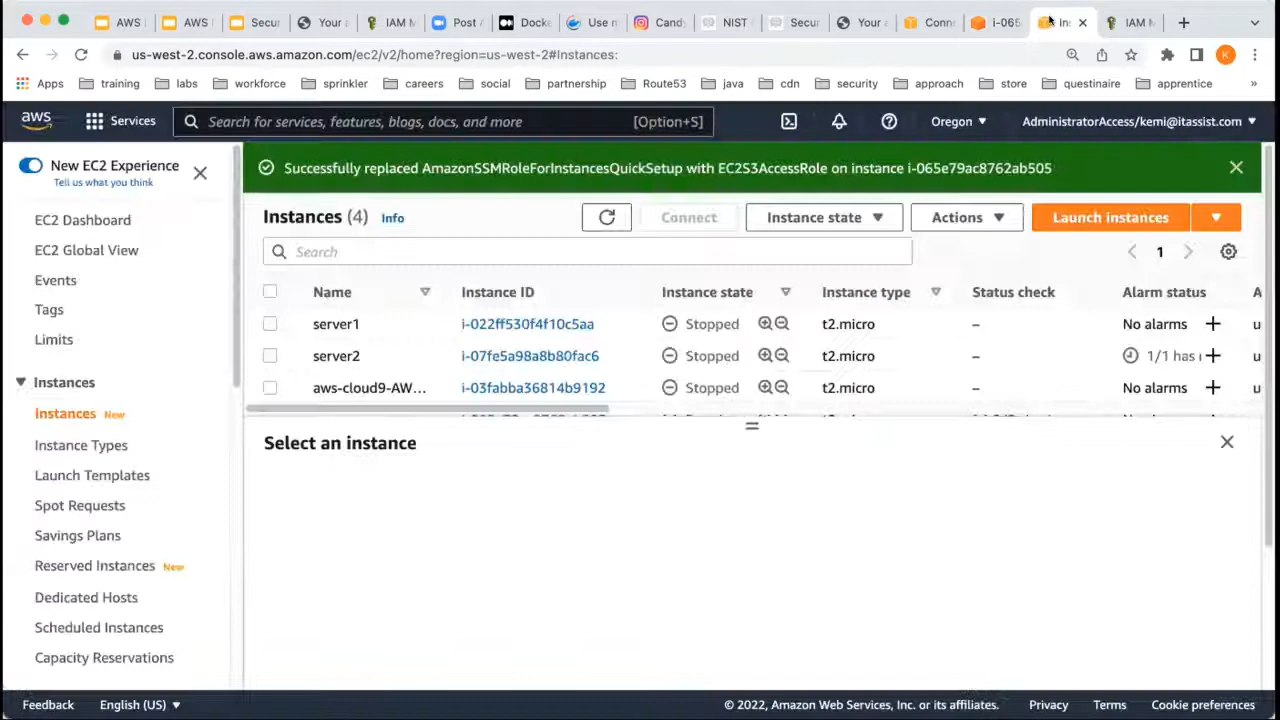 AWS
AWS
Secur
Your a
IAM M
Post A
Docke
Use n
Candy
NIST
Secur
Your a
Conn
i-065
Ins
IAM M
us-west-2.console.aws.amazon.com/ec2/v2/home?region=us-west-2#Instances:
K
Apps training labs workforce sprinkler careers social partnership Route53 java cdn security approach store questinaire apprentice »
aws Services Search for services, features, blogs, docs, and more [Option+S] Oregon AdministratorAccess/kemi@itassist.com
New EC2 Experience
Tell us what you think
EC2 Dashboard
EC2 Global View
Events
Tags
Limits
Instances
Instances New
Instance Types
Launch Templates
Spot Requests
Savings Plans
Reserved Instances New
Dedicated Hosts
Scheduled Instances
Capacity Reservations
Successfully replaced AmazonSSMRoleForInstancesQuickSetup with EC2S3AccessRole on instance i-065e79ac8762ab505
Instances (4) Info Connect Instance state Actions Launch instances
Search 1
Name Instance ID Instance state Instance type Status check Alarm status A
server1 i-022ff530f4f10c5aa Stopped t2.micro – No alarms + u
server2 i-07fe5a98a8b80fac6 Stopped t2.micro – 1/1 has i + u
aws-cloud9-AW... i-03fabba36814b9192 Stopped t2.micro – No alarms + u
Select an instance
Feedback English (US) © 2022, Amazon Web Services, Inc. or its affiliates. Privacy Terms Cookie preferences